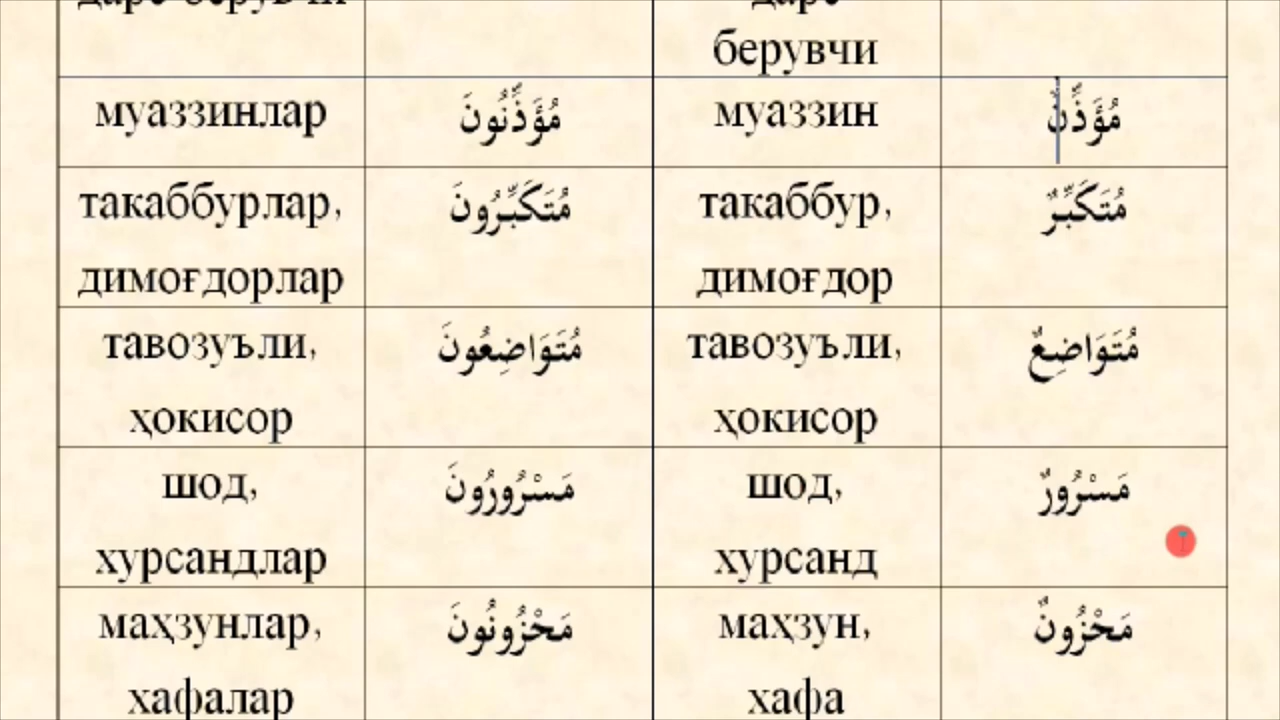 берувчи
муаззинлар مُؤَذِّنُونَ муаззин مُؤَذِّنٌ
такаббурлар, مُتَكَبِّرُونَ такаббур, مُتَكَبِّرٌ
димоғдорлар димоғдор
тавозуъли, مُتَوَاضِعُونَ тавозуъли, مُتَوَاضِعٌ
ҳокисор ҳокисор
шод, مَسْرُورُونَ шод, مَسْرُورٌ
хурсандлар хурсанд
маҳзунлар, مَحْزُونُونَ маҳзун, مَحْزُونٌ
хафалар хафа